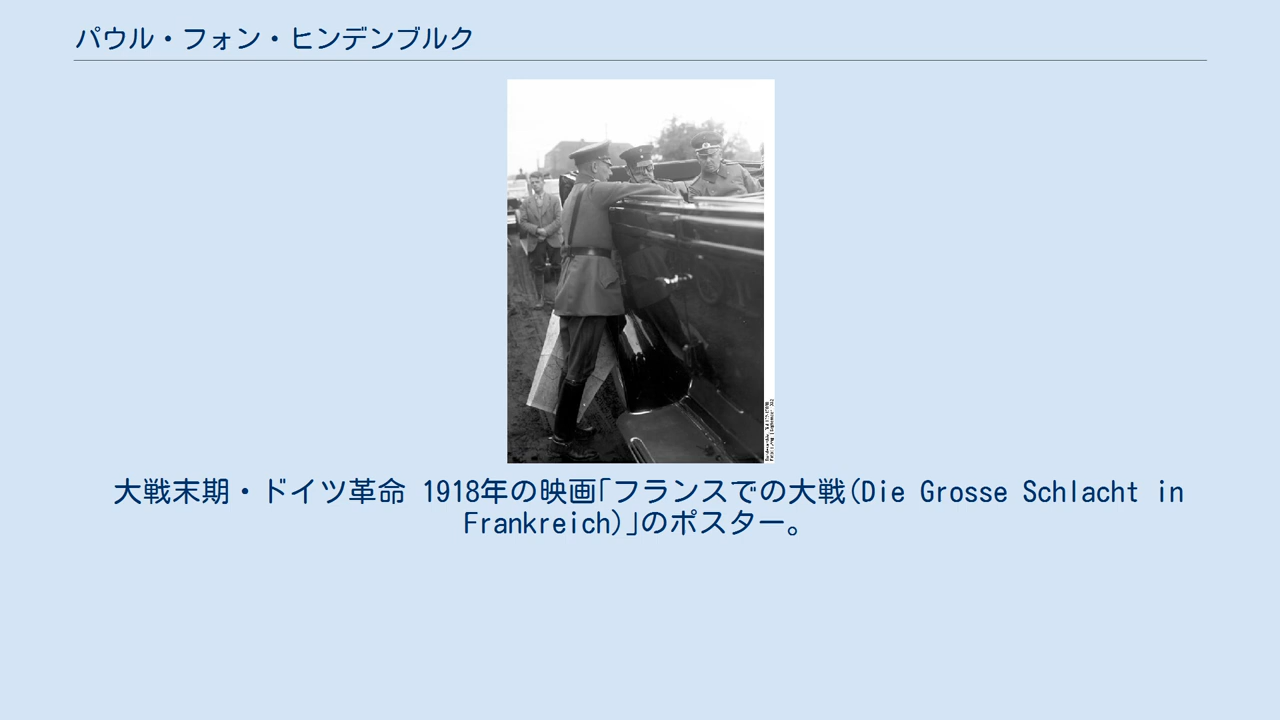 パウル・フォン・ヒンデンブルク
大戦末期・ドイツ革命 1918年の映画「フランスでの大戦(Die Grosse Schlacht in
Frankreich)」のポスター。